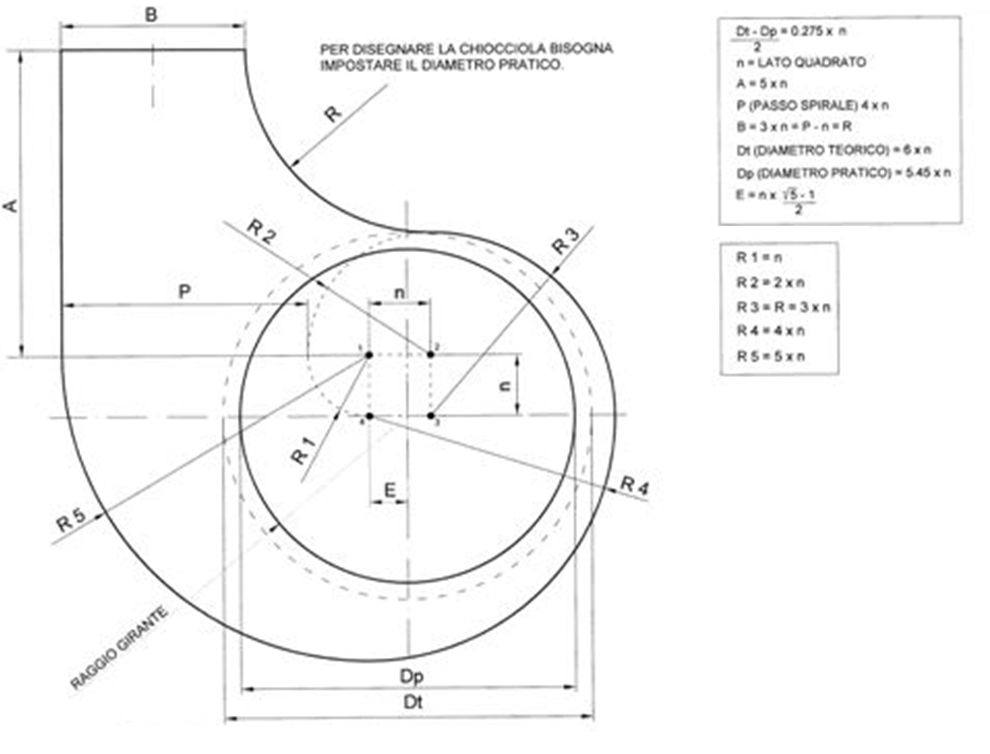 B
PER DISEGNARE LA CHIOCCIOLA BISOGNA
IMPOSTARE IL DIAMETRO PRATICO.
R
A
R 2
R 3
P
n
1
2
n
4
3
R 1
E
R 4
R 5
RAGGIO GIRANTE
Dp
Dt
Dt - Dp = 0.275 x n
2
n = LATO QUADRATO
A = 5 x n
P (PASSO SPIRALE) 4 x n
B = 3 x n = P - n = R
Dt (DIAMETRO TEORICO) = 6 x n
Dp (DIAMETRO PRATICO) = 5.45 x n
E = n x √5 - 1
2
R 1 = n
R 2 = 2 x n
R 3 = R = 3 x n
R 4 = 4 x n
R 5 = 5 x n